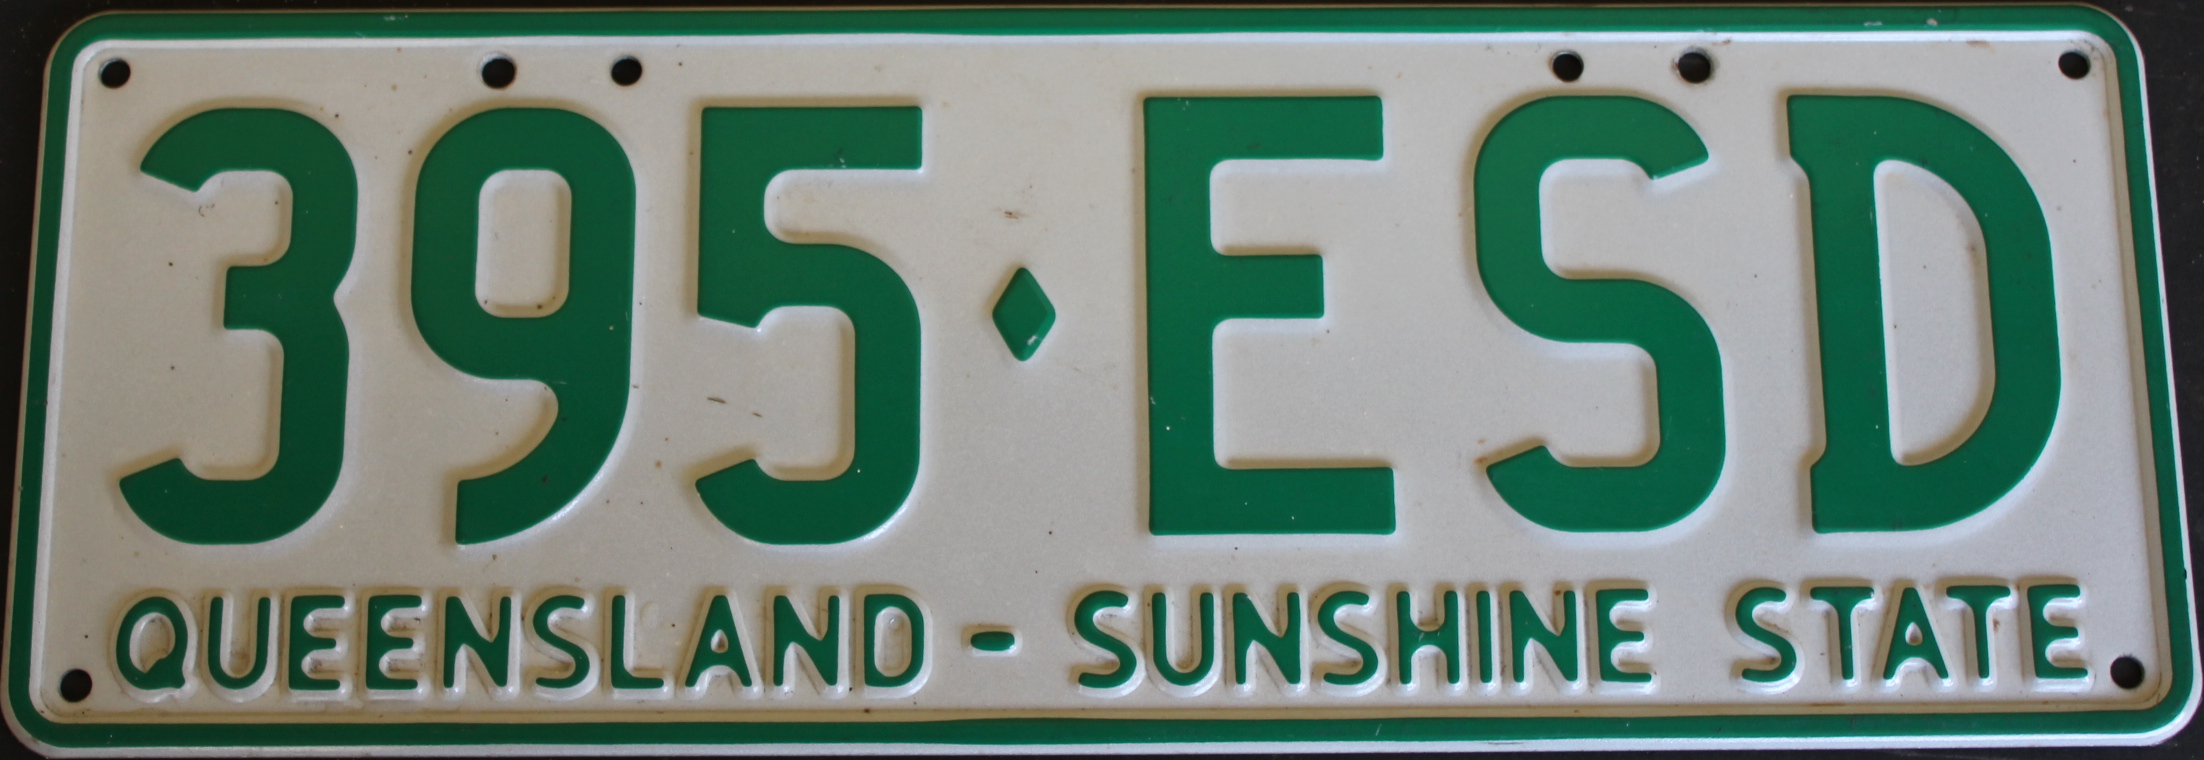 395♦ESD
QUEENSLAND - SUNSHINE STATE